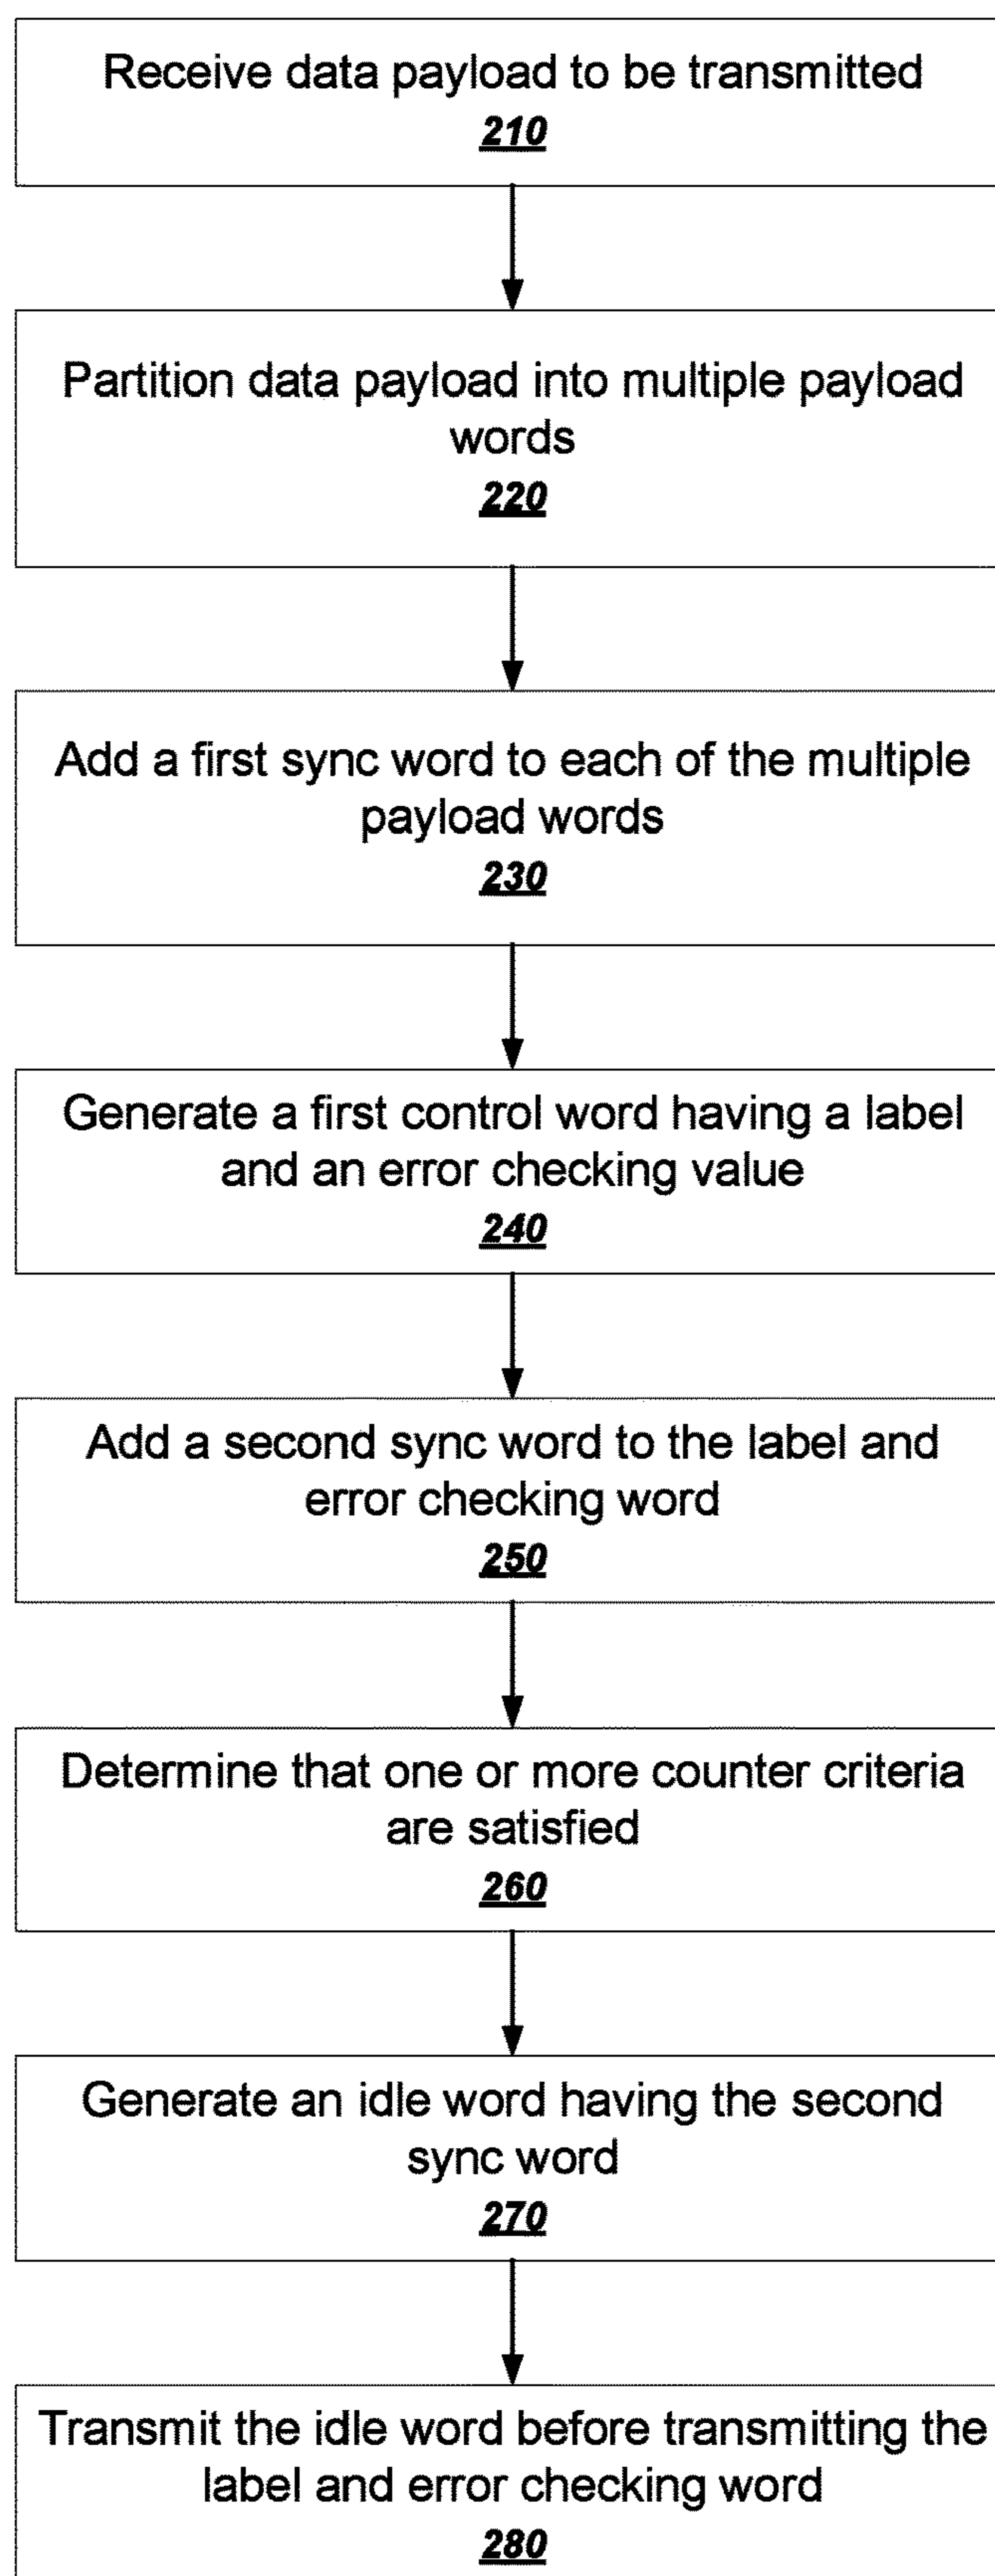 Receive data payload to be transmitted
210
Partition data payload into multiple payload
words
220
Add a first sync word to each of the multiple
payload words
230
Generate a first control word having a label
and an error checking value
240
Add a second sync word to the label and
error checking word
250
Determine that one or more counter criteria
are satisfied
260
Generate an idle word having the second
sync word
270
Transmit the idle word before transmitting the
label and error checking word
280